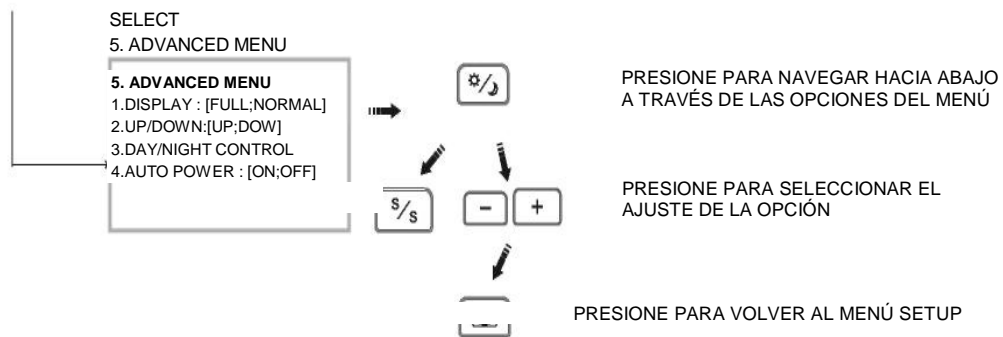 SELECT
5. ADVANCED MENU
5. ADVANCED MENU
1.DISPLAY : [FULL;NORMAL]
2.UP/DOWN:[UP;DOW]
3.DAY/NIGHT CONTROL
4.AUTO POWER : [ON;OFF]
PRESIONE PARA NAVEGAR HACIA ABAJO
A TRAVÉS DE LAS OPCIONES DEL MENÚ
S/S
- +
PRESIONE PARA SELECCIONAR EL
AJUSTE DE LA OPCIÓN
PRESIONE PARA VOLVER AL MENÚ SETUP